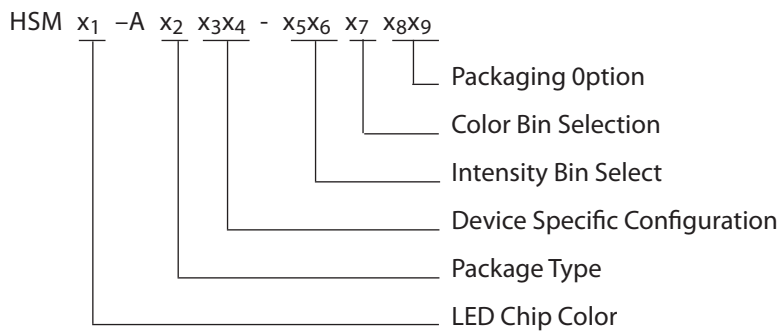 HSM x1 –A x2 x3x4 - x5x6 x7 x8x9
Packaging 0ption
Color Bin Selection
Intensity Bin Select
Device Specific Configuration
Package Type
LED Chip Color